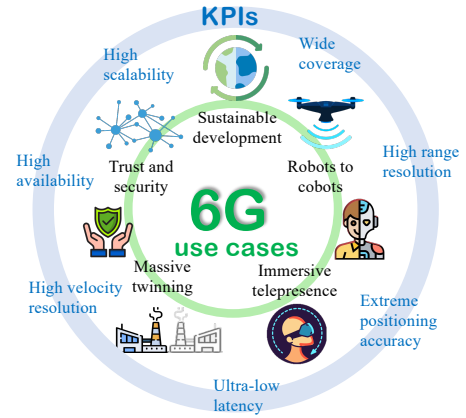 KPIs
High
scalability
Wide
coverage
Sustainable
development
High
availability
Trust and
security
Robots to
cobots
High range
resolution
6G
use cases
High velocity
resolution
Massive
twinning
Immersive
telepresence
Extreme
positioning
accuracy
Ultra-low
latency